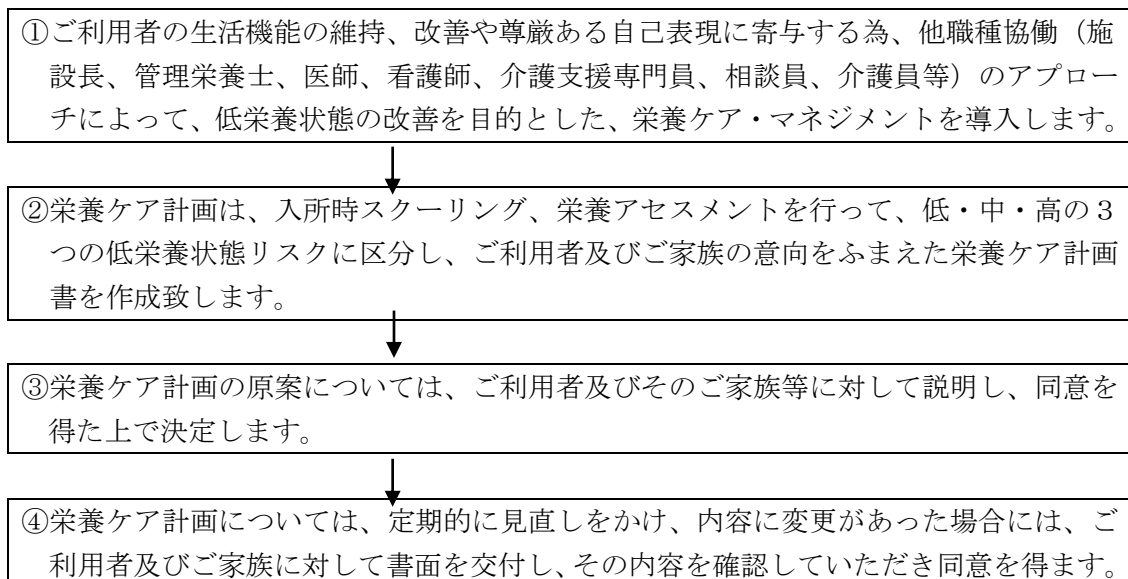 ①ご利用者の生活機能の維持、改善や尊厳ある自己表現に寄与する為、他職種協働（施
設長、管理栄養士、医師、看護師、介護支援専門員、相談員、介護員等）のアプロー
チによって、低栄養状態の改善を目的とした、栄養ケア・マネジメントを導入します。
②栄養ケア計画は、入所時スクーリング、栄養アセスメントを行って、低・中・高の３
つの低栄養状態リスクに区分し、ご利用者及びご家族の意向をふまえた栄養ケア計画
書を作成致します。
③栄養ケア計画の原案については、ご利用者及びそのご家族等に対して説明し、同意を
得た上で決定します。
④栄養ケア計画については、定期的に見直しをかけ、内容に変更があった場合には、ご
利用者及びご家族に対して書面を交付し、その内容を確認していただき同意を得ます。